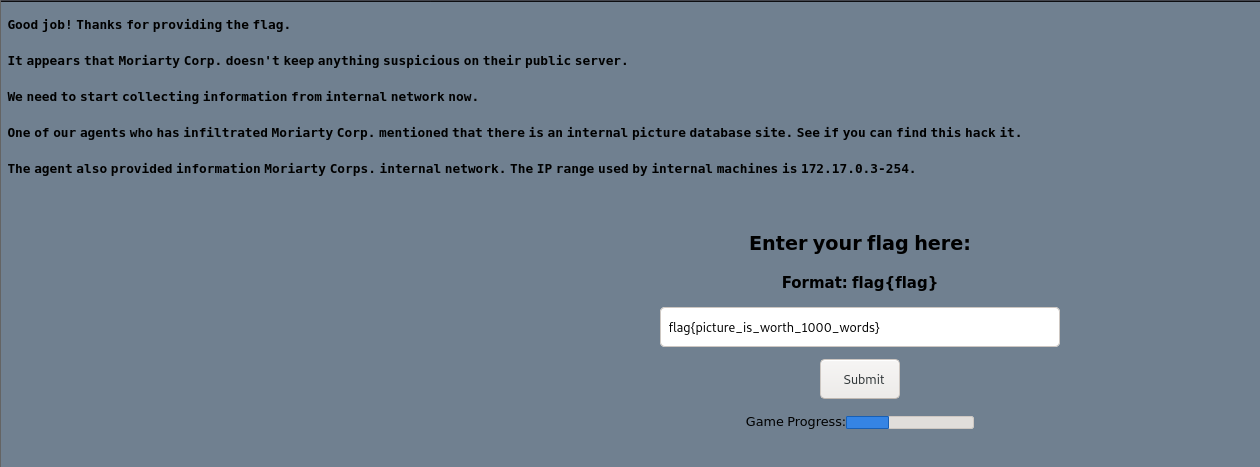 Good job! Thanks for providing the flag.
It appears that Moriarty Corp. doesn't keep anything suspicious on their public server.
We need to start collecting information from internal network now.
One of our agents who has infiltrated Moriarty Corp. mentioned that there is an internal picture database site. See if you can find this hack it.
The agent also provided information Moriarty Corps. internal network. The IP range used by internal machines is 172.17.0.3-254.
Enter your flag here:
Format: flag{flag}
flag{picture_is_worth_1000_words}
Submit
Game Progress: